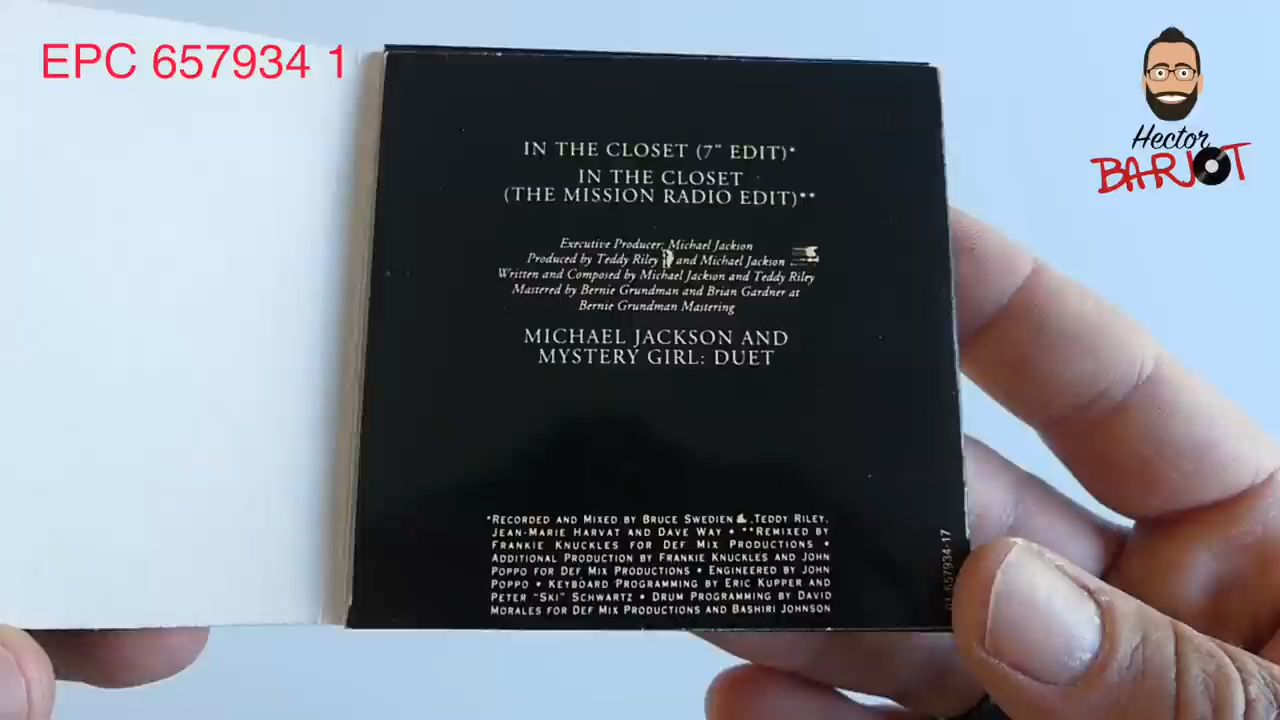 EPC 657934 1
Hector
BARJOT
IN THE CLOSET (7" EDIT)*
IN THE CLOSET
(THE MISSION RADIO EDIT)**
Executive Producer: Michael Jackson
Produced by Teddy Riley and Michael Jackson
Written and Composed by Michael Jackson and Teddy Riley
Mastered by Bernie Grundman and Brian Gardner at
Bernie Grundman Mastering
MICHAEL JACKSON AND
MYSTERY GIRL: DUET
*RECORDED AND MIXED BY BRUCE SWEDIEN, TEDDY RILEY,
JEAN-MARIE HARVAT AND DAVE WAY • **REMIXED BY
FRANKIE KNUCKLES FOR DEF MIX PRODUCTIONS •
ADDITIONAL PRODUCTION BY FRANKIE KNUCKLES AND JOHN
POPPO FOR DEF MIX PRODUCTIONS • ENGINEERED BY JOHN
POPPO • KEYBOARD PROGRAMMING BY ERIC KUPPER AND
PETER "SKI" SCHWARTZ • DRUM PROGRAMMING BY DAVID
MORALES FOR DEF MIX PRODUCTIONS AND BASHIRI JOHNSON
01-657934-17